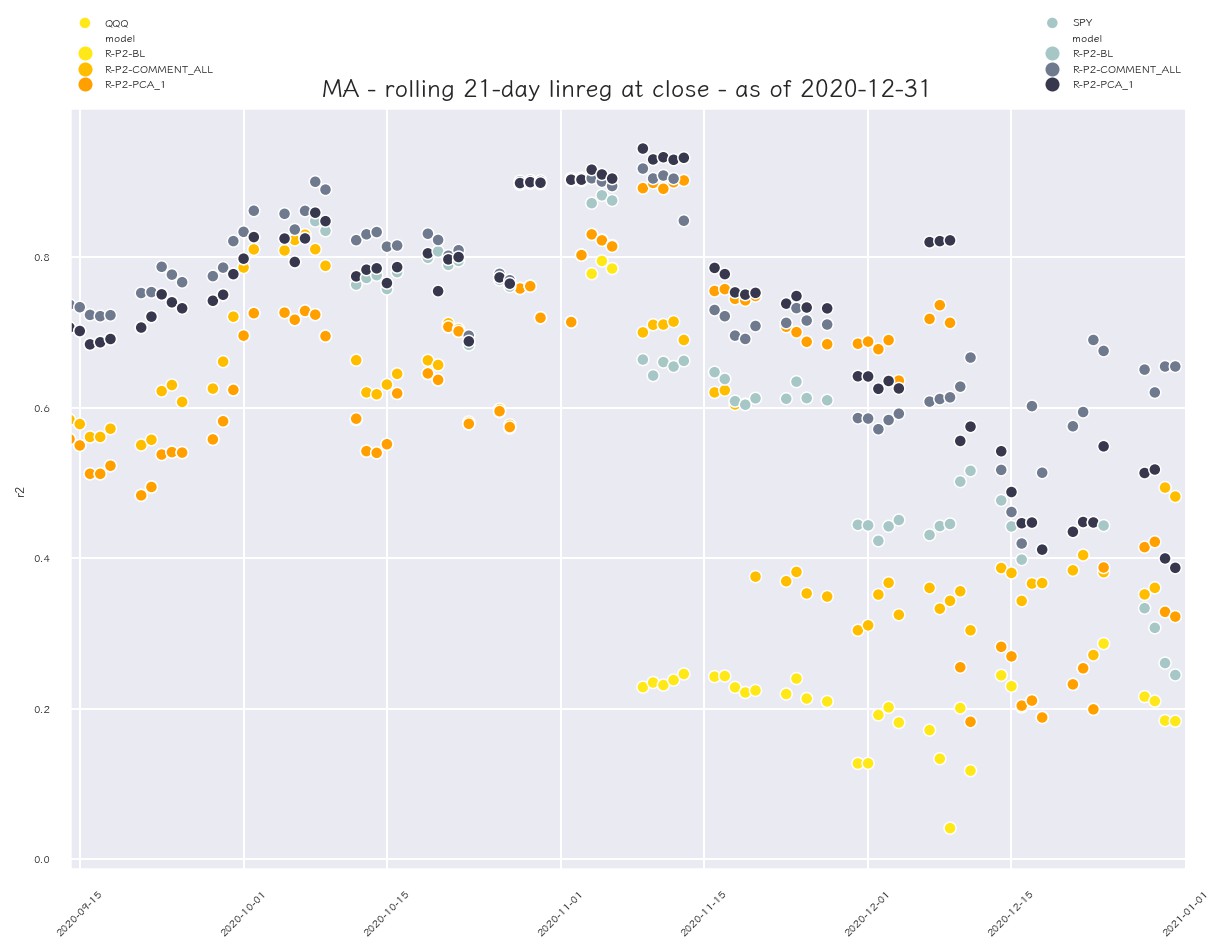 QQQ
model
R-P2-BL
R-P2-COMMENT_ALL
R-P2-PCA_1
SPY
model
R-P2-BL
R-P2-COMMENT_ALL
R-P2-PCA_1
MA - rolling 21-day linreg at close - as of 2020-12-31
r2
0.8
0.6
0.4
0.2
0.0
2020-09-15
2020-10-01
2020-10-15
2020-11-01
2020-11-15
2020-12-01
2020-12-15
2021-01-01